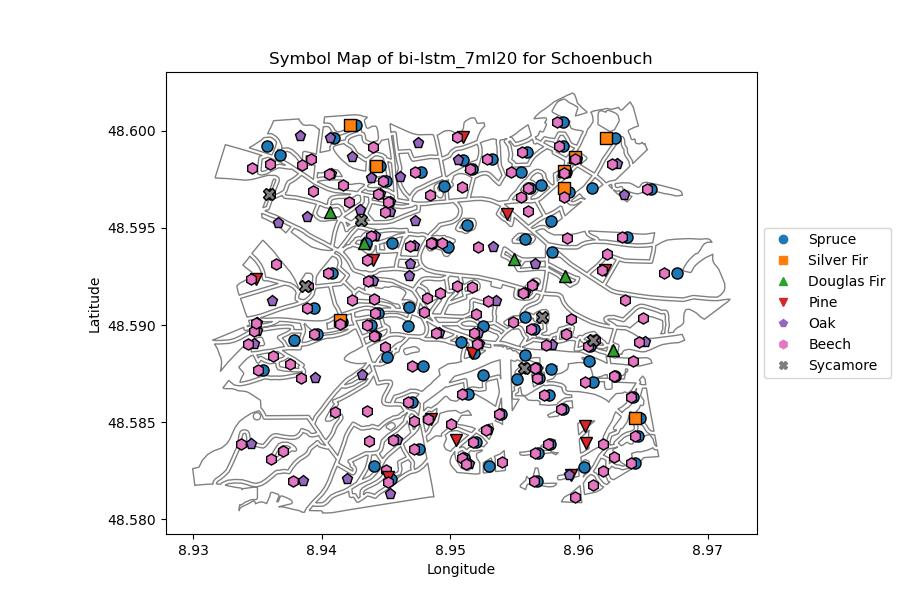 Symbol Map of bi-lstm_7ml20 for Schoenbuch
48.600
48.595
48.590
48.585
48.580
Latitude
8.93 8.94 8.95 8.96 8.97
Longitude
Spruce
Silver Fir
Douglas Fir
Pine
Oak
Beech
Sycamore